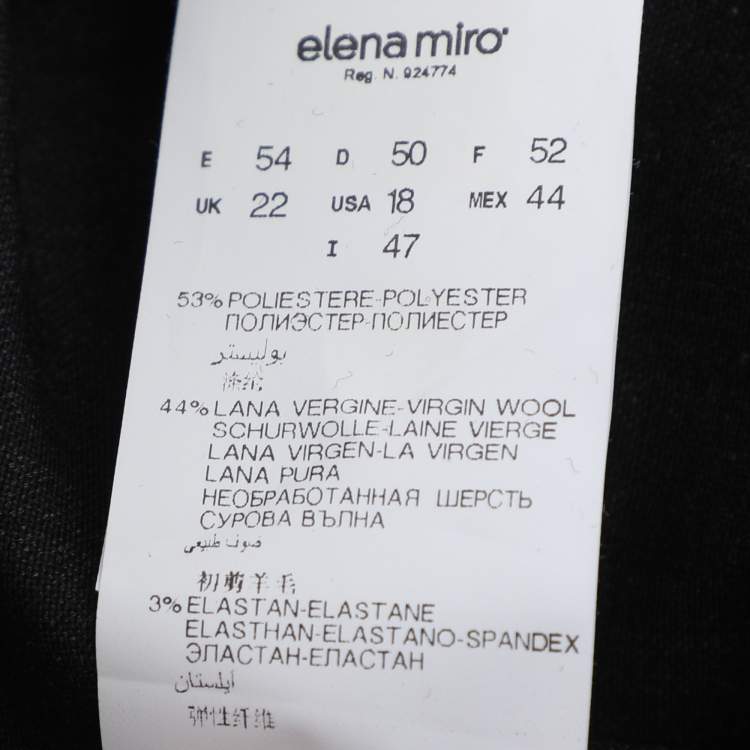 elena miro
Reg. N. 924774
E 54 D 50 F 52
UK 22 USA 18 MEX 44
I 47
53% POLIESTERE-POLYESTER
ПОЛИЭСТЕР-ПОЛИЕСТЕР
بوليستر
涤纶
44% LANA VERGINE-VIRGIN WOOL
SCHURWOLLE-LAINE VIERGE
LANA VIRGEN-LA VIRGEN
LANA PURA
НЕОБРАБОТАННАЯ ШЕРСТЬ
СУРОВА ВЪЛНА
صوف طبيعي
初剪羊毛
3% ELASTAN-ELASTANE
ELASTHAN-ELASTANO-SPANDEX
ЭЛАСТАН-ЕЛАСТАН
ايلستان
弹性纤维